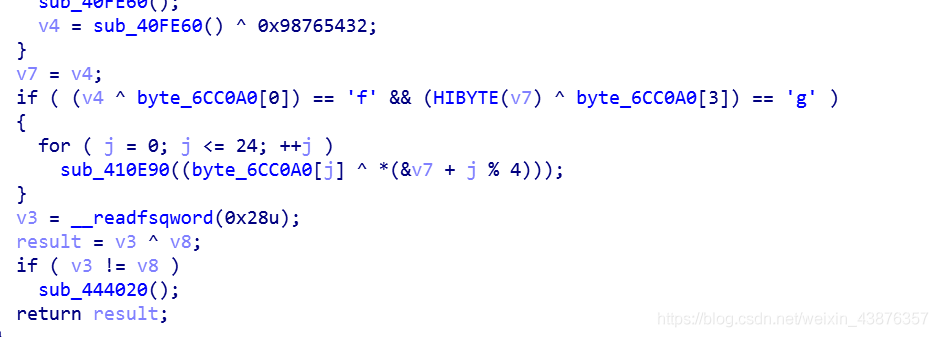 sub_40FE60();
v4 = sub_40FE60() ^ 0x98765432;
}
v7 = v4;
if ( (v4 ^ byte_6CC0A0[0]) == 'f' && (HIBYTE(v7) ^ byte_6CC0A0[3]) == 'g' )
{
for ( j = 0; j <= 24; ++j )
sub_410E90((byte_6CC0A0[j] ^ *(&v7 + j % 4)));
}
v3 = __readfsqword(0x28u);
result = v3 ^ v8;
if ( v3 != v8 )
sub_444020();
return result;
https://blog.csdn.net/weixin_43876357